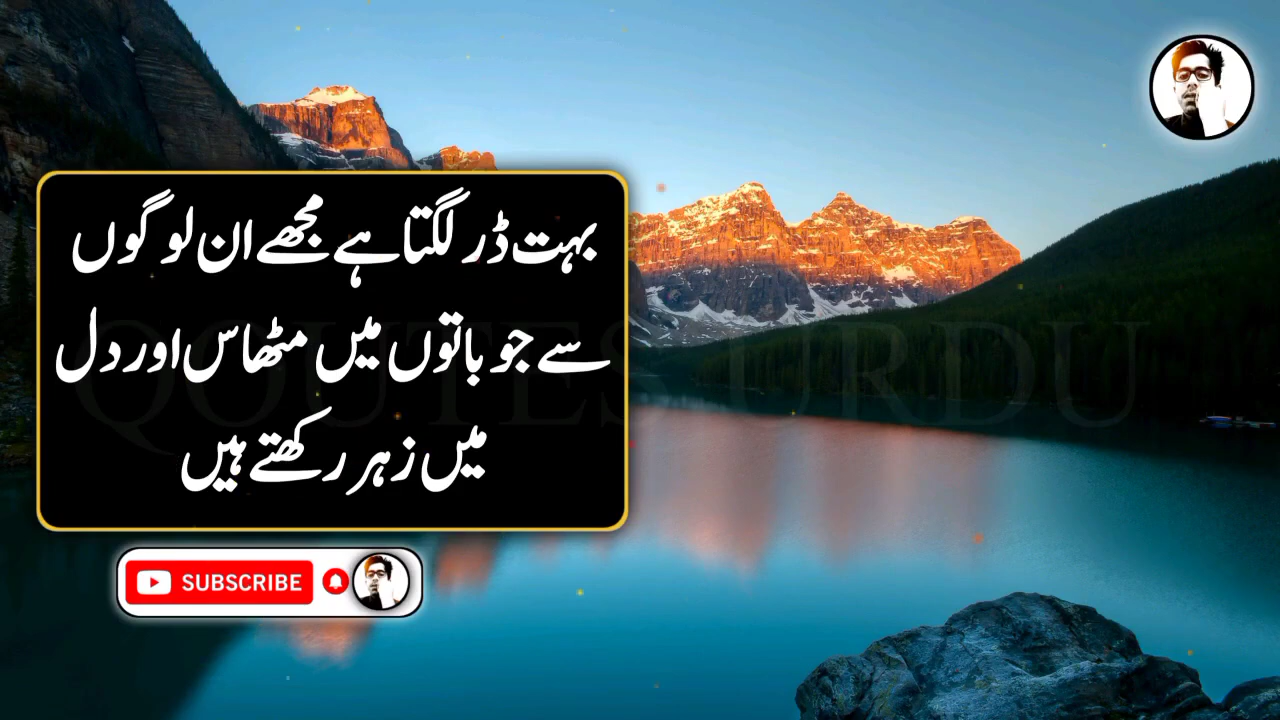 بہت ڈر لگتا ہے مجھے ان لوگوں
سے جو باتوں میں مٹھاس اور دل
میں زہر رکھتے ہیں
QOUTES URDU
SUBSCRIBE